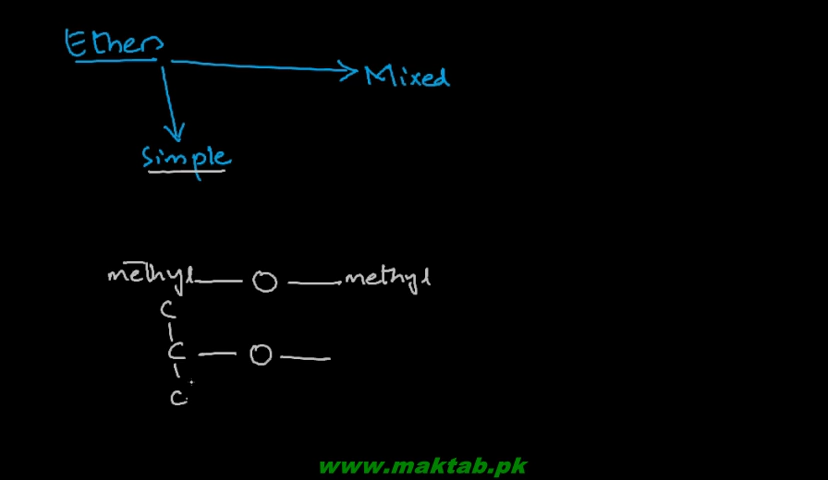 Ethers
Mixed
Simple
methyl — O — methyl
C
|
C — O —
|
C
www.maktab.pk